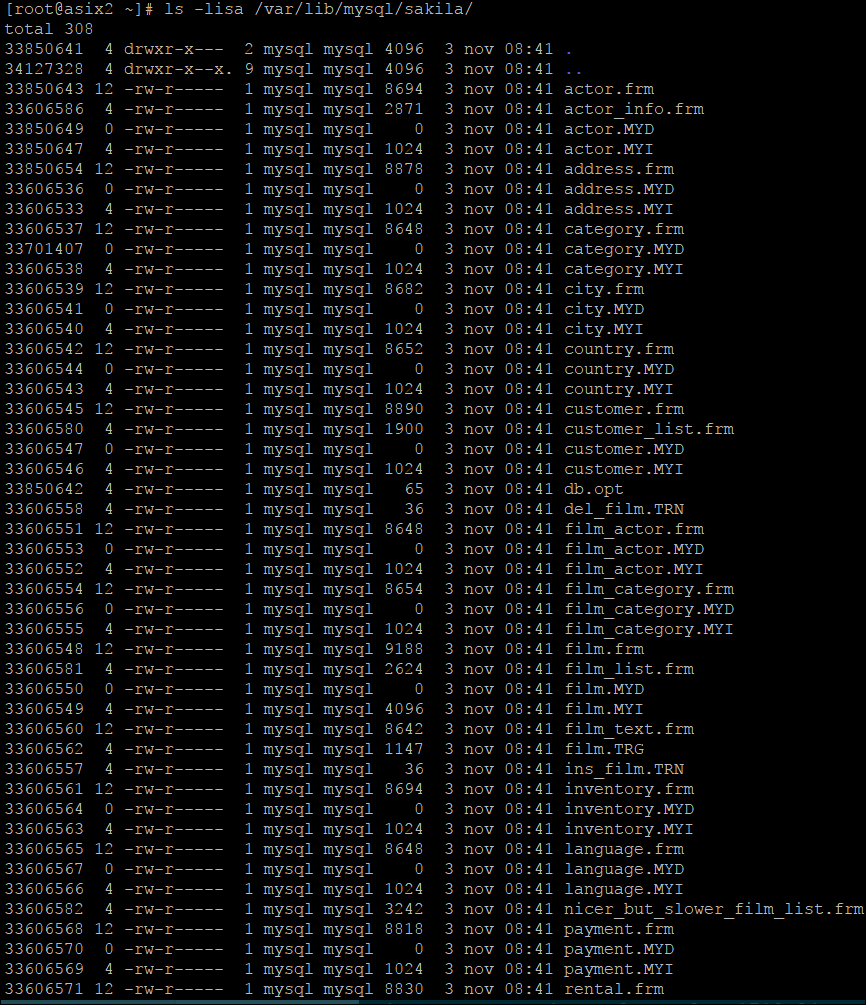 [root@asix2 ~]# ls -lisa /var/lib/mysql/sakila/
total 308
33850641  4 drwxr-x---  2 mysql mysql 4096  3 nov 08:41 .
34127328  4 drwxr-x--x. 9 mysql mysql 4096  3 nov 08:41 ..
33850643 12 -rw-r-----  1 mysql mysql 8694  3 nov 08:41 actor.frm
33606586  4 -rw-r-----  1 mysql mysql 2871  3 nov 08:41 actor_info.frm
33850649  0 -rw-r-----  1 mysql mysql    0  3 nov 08:41 actor.MYD
33850647  4 -rw-r-----  1 mysql mysql 1024  3 nov 08:41 actor.MYI
33850654 12 -rw-r-----  1 mysql mysql 8878  3 nov 08:41 address.frm
33606536  0 -rw-r-----  1 mysql mysql    0  3 nov 08:41 address.MYD
33606533  4 -rw-r-----  1 mysql mysql 1024  3 nov 08:41 address.MYI
33606537 12 -rw-r-----  1 mysql mysql 8648  3 nov 08:41 category.frm
33701407  0 -rw-r-----  1 mysql mysql    0  3 nov 08:41 category.MYD
33606538  4 -rw-r-----  1 mysql mysql 1024  3 nov 08:41 category.MYI
33606539 12 -rw-r-----  1 mysql mysql 8682  3 nov 08:41 city.frm
33606541  0 -rw-r-----  1 mysql mysql    0  3 nov 08:41 city.MYD
33606540  4 -rw-r-----  1 mysql mysql 1024  3 nov 08:41 city.MYI
33606542 12 -rw-r-----  1 mysql mysql 8652  3 nov 08:41 country.frm
33606544  0 -rw-r-----  1 mysql mysql    0  3 nov 08:41 country.MYD
33606543  4 -rw-r-----  1 mysql mysql 1024  3 nov 08:41 country.MYI
33606545 12 -rw-r-----  1 mysql mysql 8890  3 nov 08:41 customer.frm
33606580  4 -rw-r-----  1 mysql mysql 1900  3 nov 08:41 customer_list.frm
33606547  0 -rw-r-----  1 mysql mysql    0  3 nov 08:41 customer.MYD
33606546  4 -rw-r-----  1 mysql mysql 1024  3 nov 08:41 customer.MYI
33850642  4 -rw-r-----  1 mysql mysql   65  3 nov 08:41 db.opt
33606558  4 -rw-r-----  1 mysql mysql   36  3 nov 08:41 del_film.TRN
33606551 12 -rw-r-----  1 mysql mysql 8648  3 nov 08:41 film_actor.frm
33606553  0 -rw-r-----  1 mysql mysql    0  3 nov 08:41 film_actor.MYD
33606552  4 -rw-r-----  1 mysql mysql 1024  3 nov 08:41 film_actor.MYI
33606554 12 -rw-r-----  1 mysql mysql 8654  3 nov 08:41 film_category.frm
33606556  0 -rw-r-----  1 mysql mysql    0  3 nov 08:41 film_category.MYD
33606555  4 -rw-r-----  1 mysql mysql 1024  3 nov 08:41 film_category.MYI
33606548 12 -rw-r-----  1 mysql mysql 9188  3 nov 08:41 film.frm
33606581  4 -rw-r-----  1 mysql mysql 2624  3 nov 08:41 film_list.frm
33606550  0 -rw-r-----  1 mysql mysql    0  3 nov 08:41 film.MYD
33606549  4 -rw-r-----  1 mysql mysql 4096  3 nov 08:41 film.MYI
33606560 12 -rw-r-----  1 mysql mysql 8642  3 nov 08:41 film_text.frm
33606562  4 -rw-r-----  1 mysql mysql 1147  3 nov 08:41 film.TRG
33606557  4 -rw-r-----  1 mysql mysql   36  3 nov 08:41 ins_film.TRN
33606561 12 -rw-r-----  1 mysql mysql 8694  3 nov 08:41 inventory.frm
33606564  0 -rw-r-----  1 mysql mysql    0  3 nov 08:41 inventory.MYD
33606563  4 -rw-r-----  1 mysql mysql 1024  3 nov 08:41 inventory.MYI
33606565 12 -rw-r-----  1 mysql mysql 8648  3 nov 08:41 language.frm
33606567  0 -rw-r-----  1 mysql mysql    0  3 nov 08:41 language.MYD
33606566  4 -rw-r-----  1 mysql mysql 1024  3 nov 08:41 language.MYI
33606582  4 -rw-r-----  1 mysql mysql 3242  3 nov 08:41 nicer_but_slower_film_list.frm
33606568 12 -rw-r-----  1 mysql mysql 8818  3 nov 08:41 payment.frm
33606570  0 -rw-r-----  1 mysql mysql    0  3 nov 08:41 payment.MYD
33606569  4 -rw-r-----  1 mysql mysql 1024  3 nov 08:41 payment.MYI
33606571 12 -rw-r-----  1 mysql mysql 8830  3 nov 08:41 rental.frm